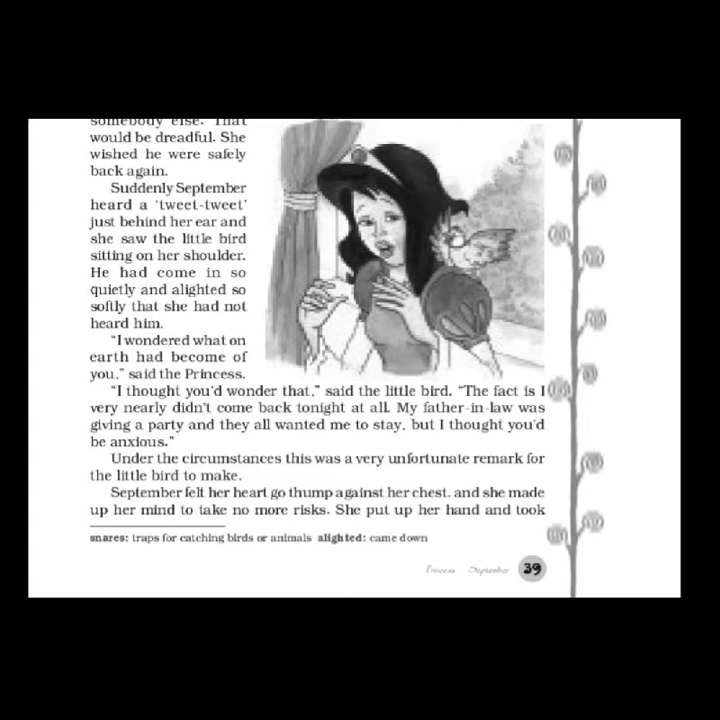 somebody else. That
would be dreadful. She
wished he were safely
back again.
Suddenly September
heard a 'tweet-tweet'
just behind her ear and
she saw the little bird
sitting on her shoulder.
He had come in so
quietly and alighted so
softly that she had not
heard him.
"I wondered what on
earth had become of
you," said the Princess.
"I thought you'd wonder that," said the little bird. "The fact is I
very nearly didn't come back tonight at all. My father-in-law was
giving a party and they all wanted me to stay, but I thought you'd
be anxious."
Under the circumstances this was a very unfortunate remark for
the little bird to make.
September felt her heart go thump against her chest, and she made
up her mind to take no more risks. She put up her hand and took
snares: traps for catching birds or animals alighted: came down
Princess September 39